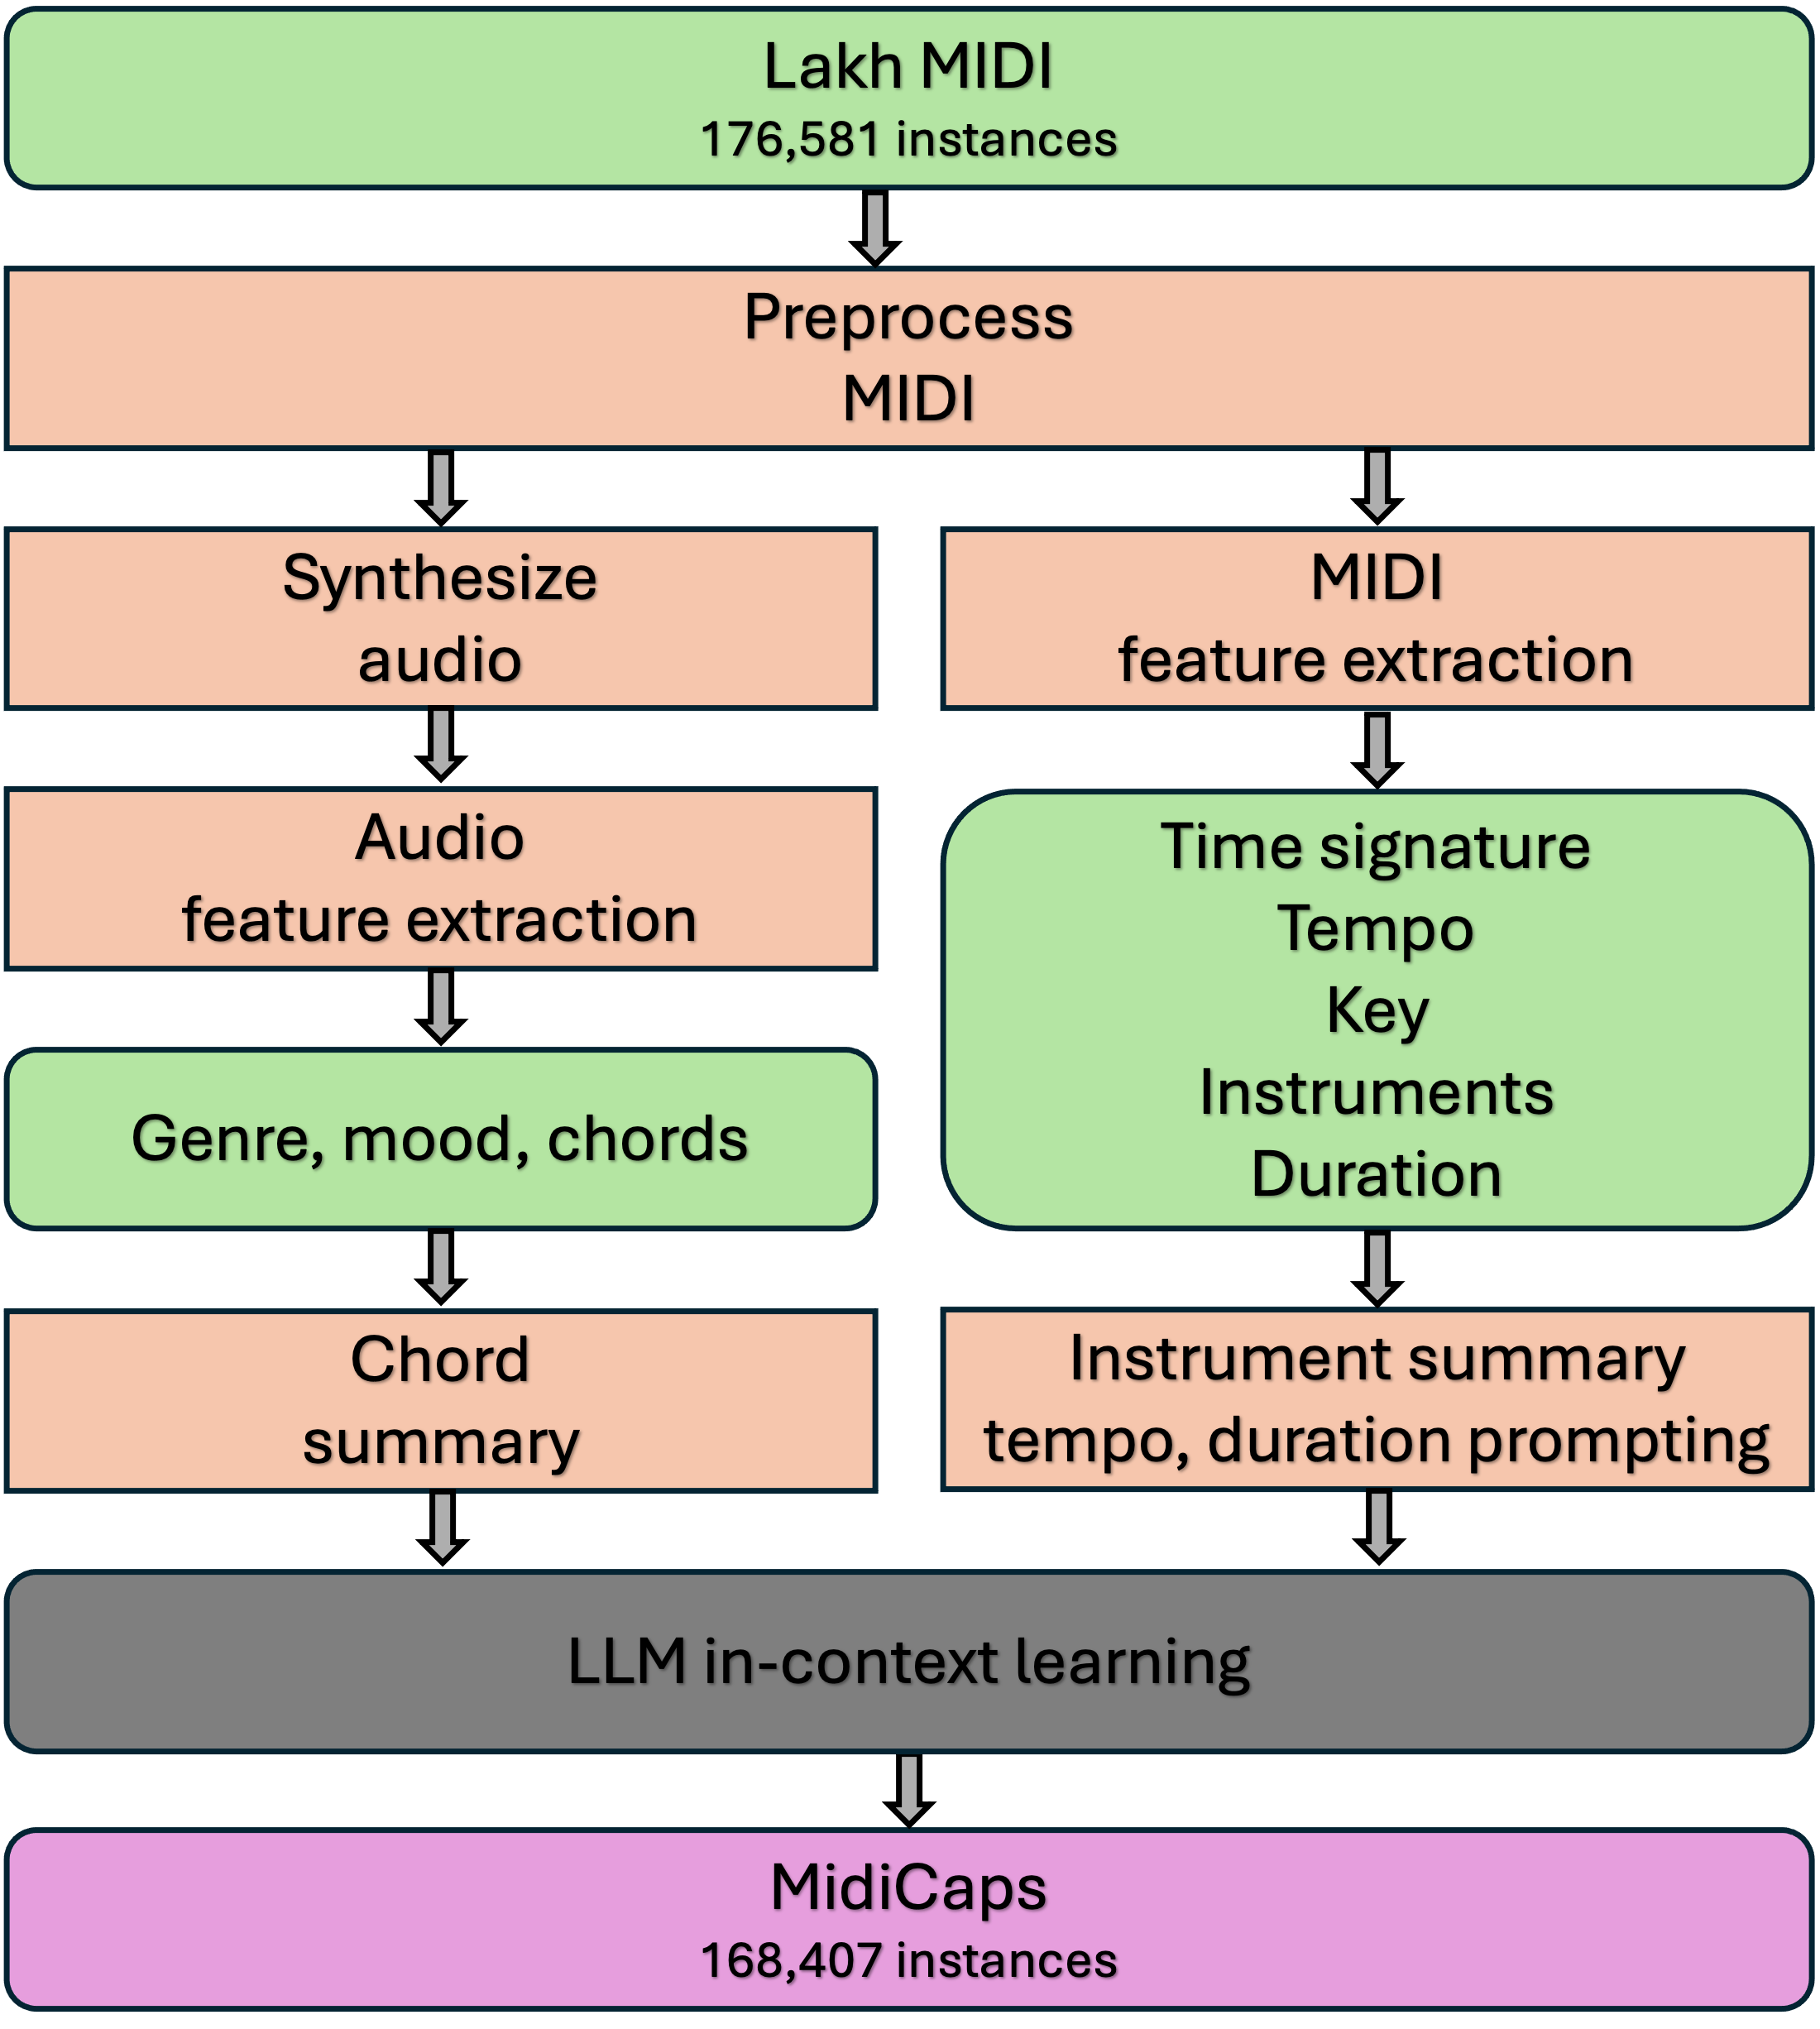 Lakh MIDI
176,581 instances
Preprocess
MIDI
Synthesize
audio
MIDI
feature extraction
Audio
feature extraction
Time signature
Tempo
Key
Instruments
Duration
Genre, mood, chords
Chord
summary
Instrument summary
tempo, duration prompting
LLM in-context learning
MidiCaps
168,407 instances